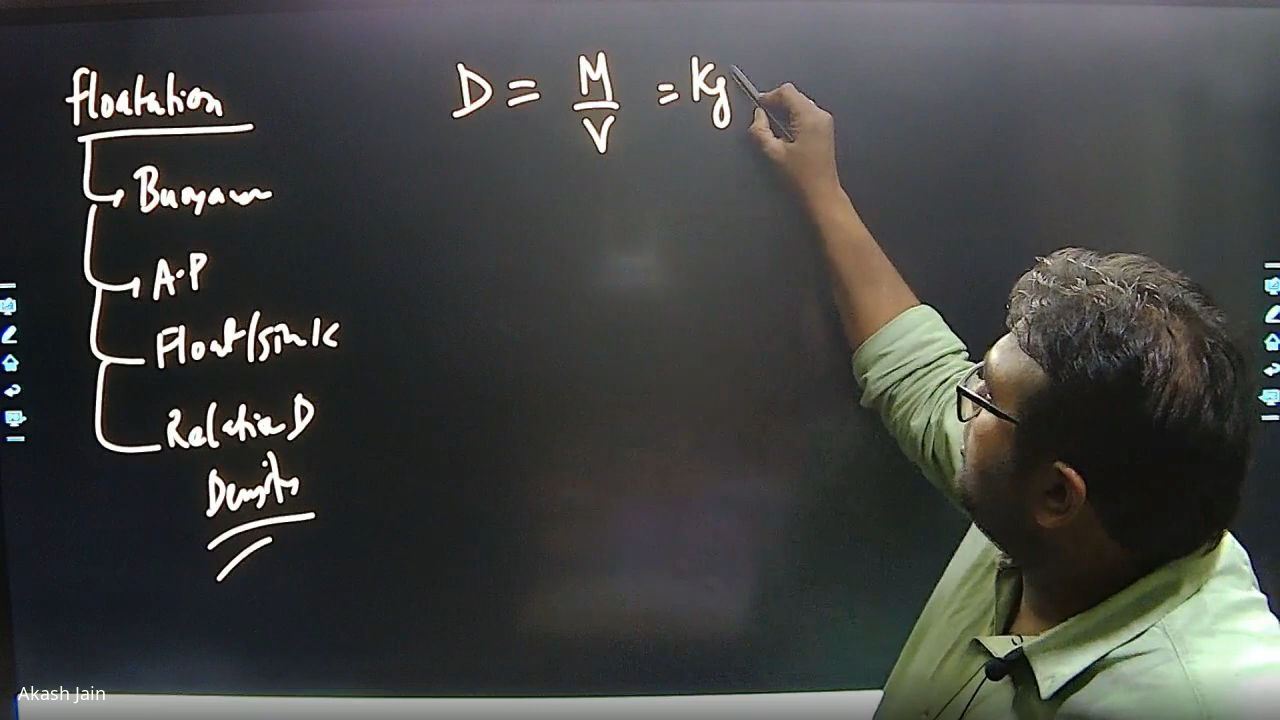 Floatation
D = M/V = Kg
Buoyan
A.P
Float/sink
Relative D
Density
Akash Jain